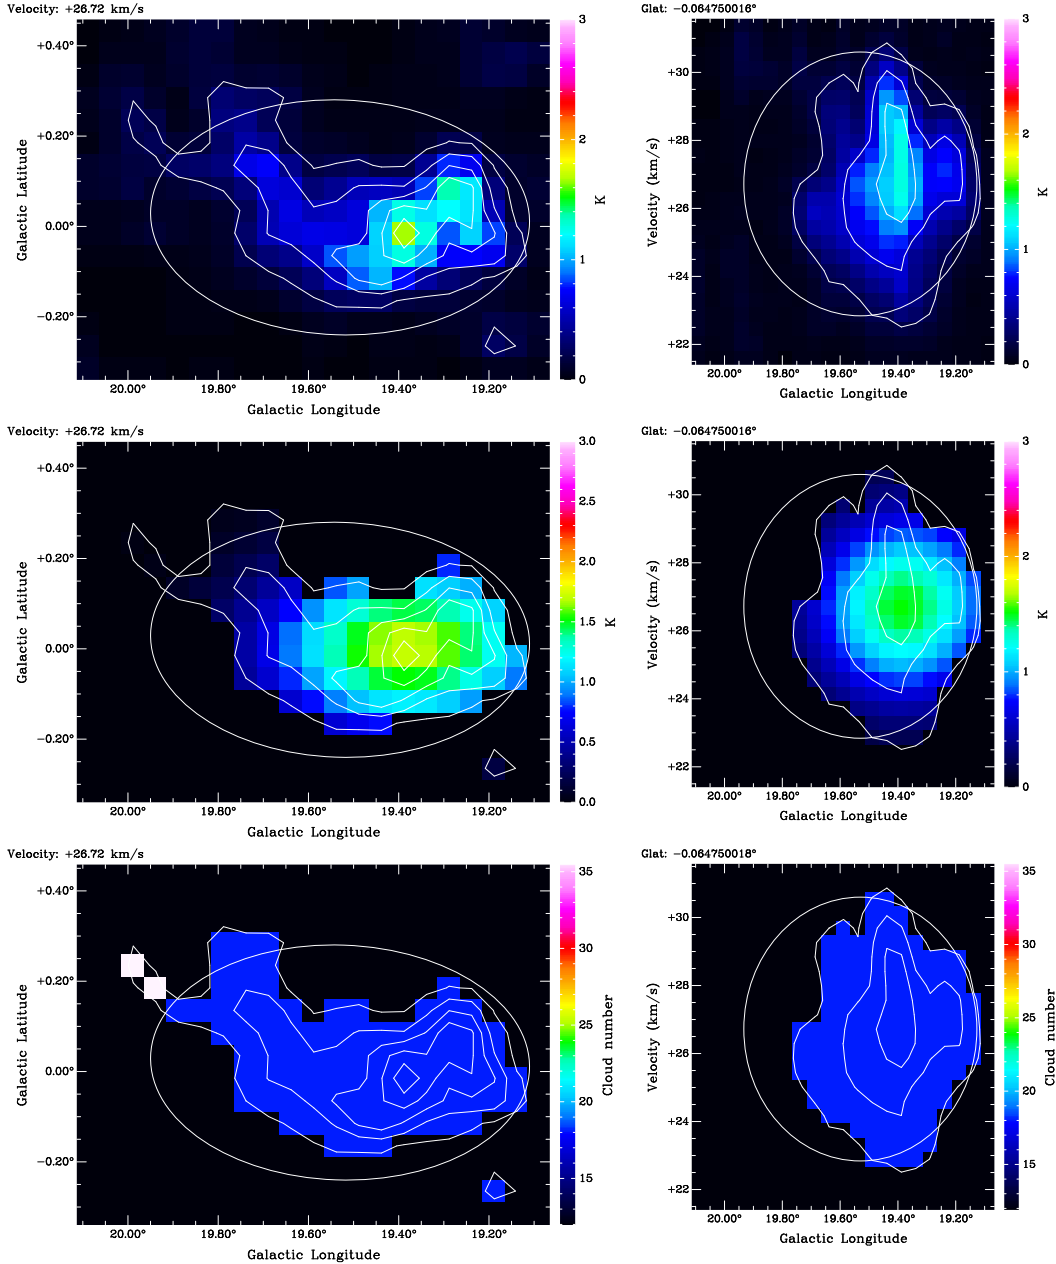 Velocity: +26.72 km/s
+0.40°
+0.20°
0.00°
−0.20°
Galactic Latitude
20.00° 19.80° 19.60° 19.40° 19.20°
Galactic Longitude
3
2
1
0
K
Glat: −0.064750016°
+30
+28
+26
+24
+22
Velocity (km/s)
20.00° 19.80° 19.60° 19.40° 19.20°
Galactic Longitude
3
2
1
0
K
Velocity: +26.72 km/s
+0.40°
+0.20°
0.00°
−0.20°
Galactic Latitude
20.00° 19.80° 19.60° 19.40° 19.20°
Galactic Longitude
3.0
2.5
2.0
1.5
1.0
0.5
0.0
K
Glat: −0.064750016°
+30
+28
+26
+24
+22
Velocity (km/s)
20.00° 19.80° 19.60° 19.40° 19.20°
Galactic Longitude
3
2
1
0
K
Velocity: +26.72 km/s
+0.40°
+0.20°
0.00°
−0.20°
Galactic Latitude
20.00° 19.80° 19.60° 19.40° 19.20°
Galactic Longitude
35
30
25
20
15
Cloud number
Glat: −0.064750018°
+30
+28
+26
+24
+22
Velocity (km/s)
20.00° 19.80° 19.60° 19.40° 19.20°
Galactic Longitude
35
30
25
20
15
Cloud number